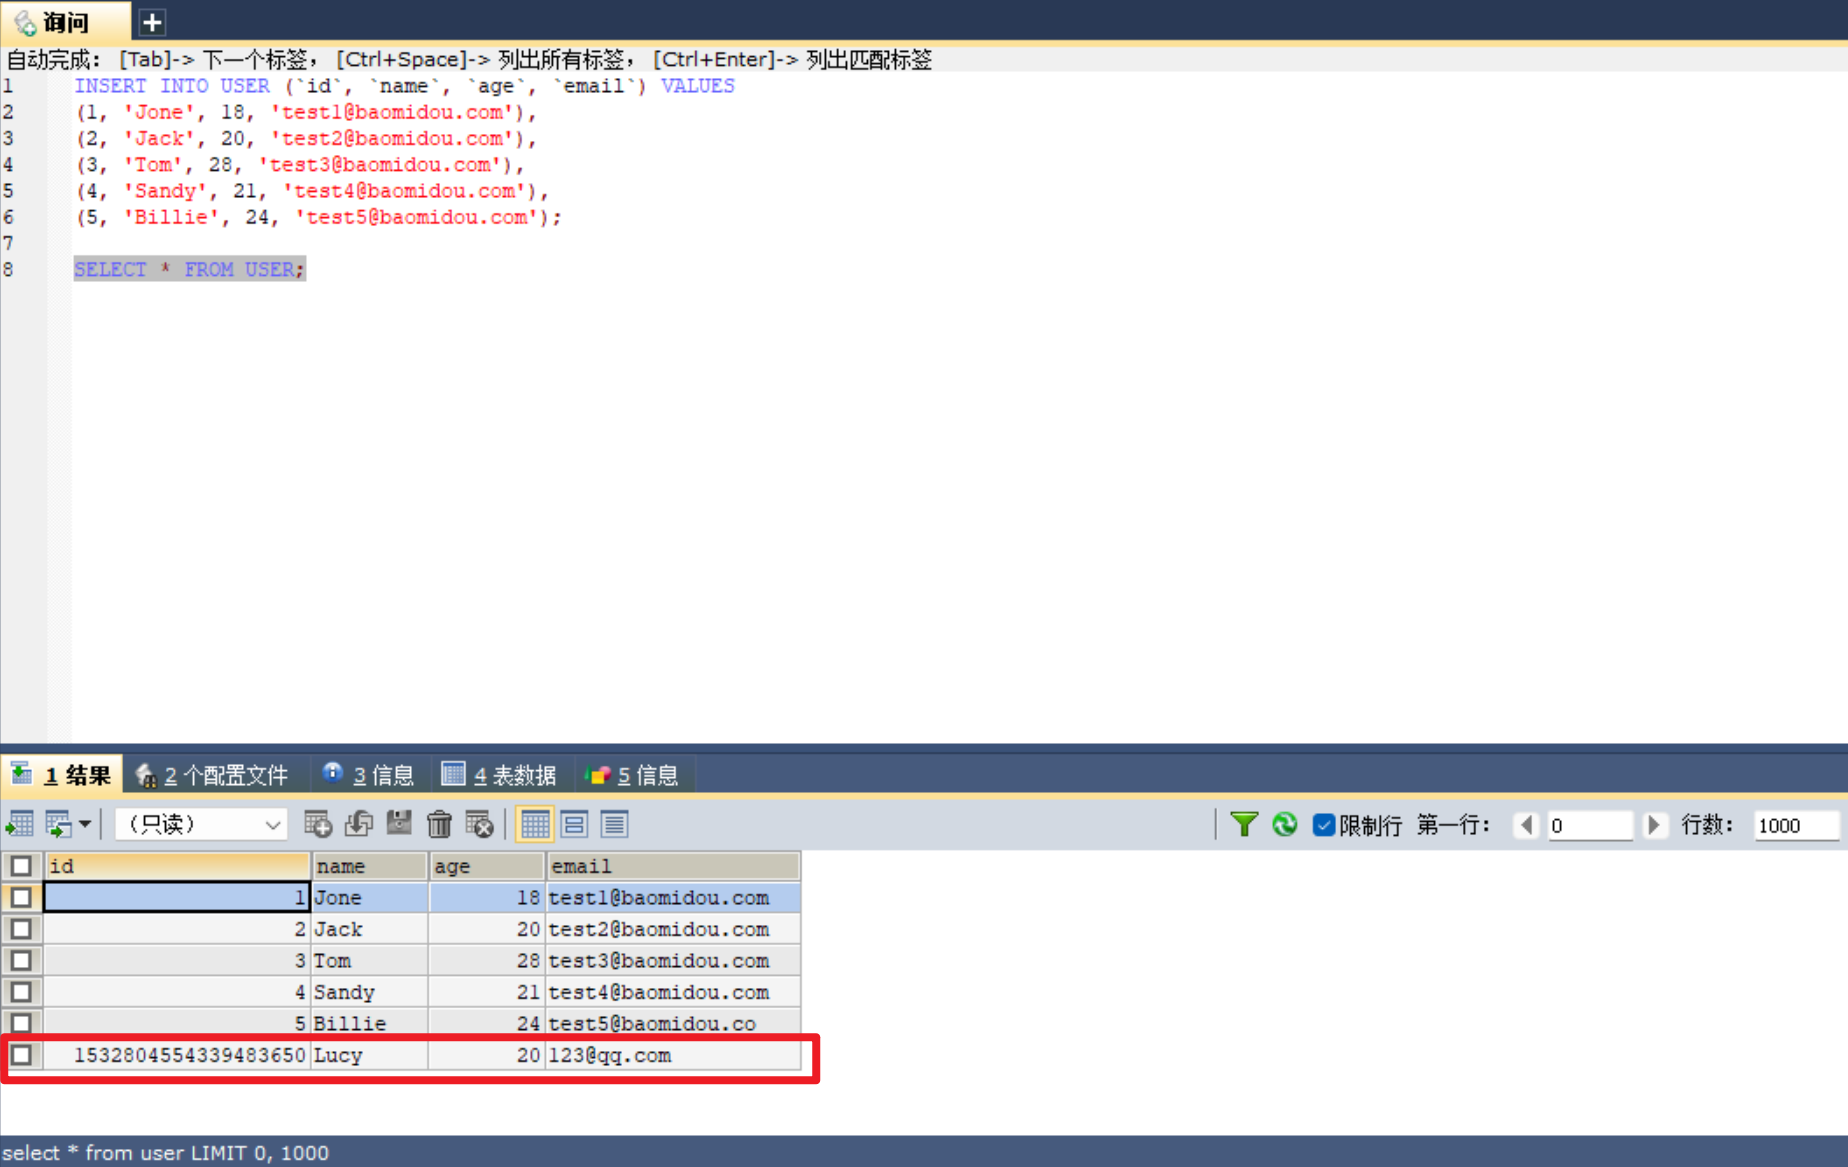 询问
自动完成： [Tab]-> 下一个标签， [Ctrl+Space]-> 列出所有标签， [Ctrl+Enter]-> 列出匹配标签
1 INSERT INTO USER (`id`, `name`, `age`, `email`) VALUES
2 (1, 'Jone', 18, 'test1@baomidou.com'),
3 (2, 'Jack', 20, 'test2@baomidou.com'),
4 (3, 'Tom', 28, 'test3@baomidou.com'),
5 (4, 'Sandy', 21, 'test4@baomidou.com'),
6 (5, 'Billie', 24, 'test5@baomidou.com');
7
8 SELECT * FROM USER;
1 结果 2 个配置文件 3 信息 4 表数据 5 信息
（只读） 限制行 第一行： 0 行数： 1000
id name age email
1 Jone 18 test1@baomidou.com
2 Jack 20 test2@baomidou.com
3 Tom 28 test3@baomidou.com
4 Sandy 21 test4@baomidou.com
5 Billie 24 test5@baomidou.co
1532804554339483650 Lucy 20 123@qq.com
select * from user LIMIT 0, 1000